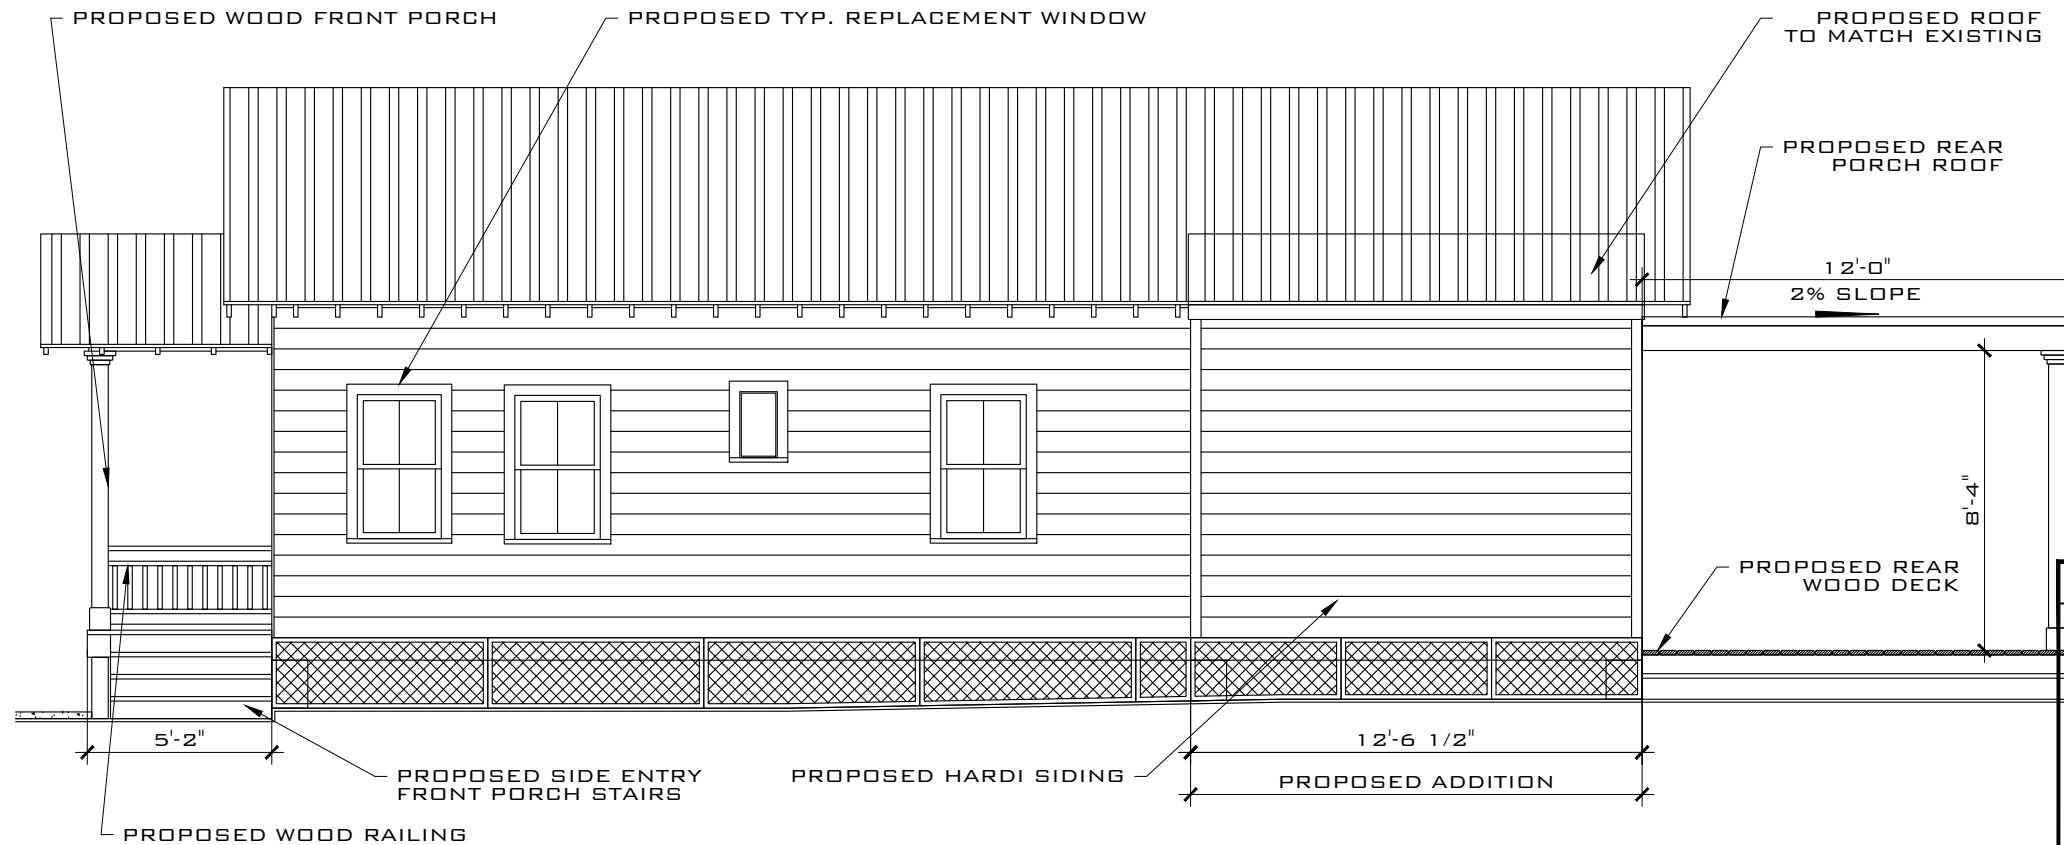 PROPOSED WOOD FRONT PORCH
PROPOSED TYP. REPLACEMENT WINDOW
PROPOSED ROOF
TO MATCH EXISTING
PROPOSED REAR
PORCH ROOF
12'-0"
2% SLOPE
8'-4"
PROPOSED REAR
WOOD DECK
5'-2"
12'-6 1/2"
PROPOSED SIDE ENTRY
FRONT PORCH STAIRS
PROPOSED HARDI SIDING
PROPOSED ADDITION
PROPOSED WOOD RAILING